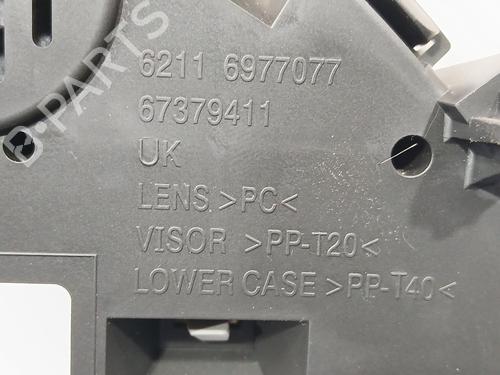 6211 6977077
67379411
UK
LENS >PC<
VISOR >PP-T20<
LOWER CASE >PP-T40<
B-PARTS